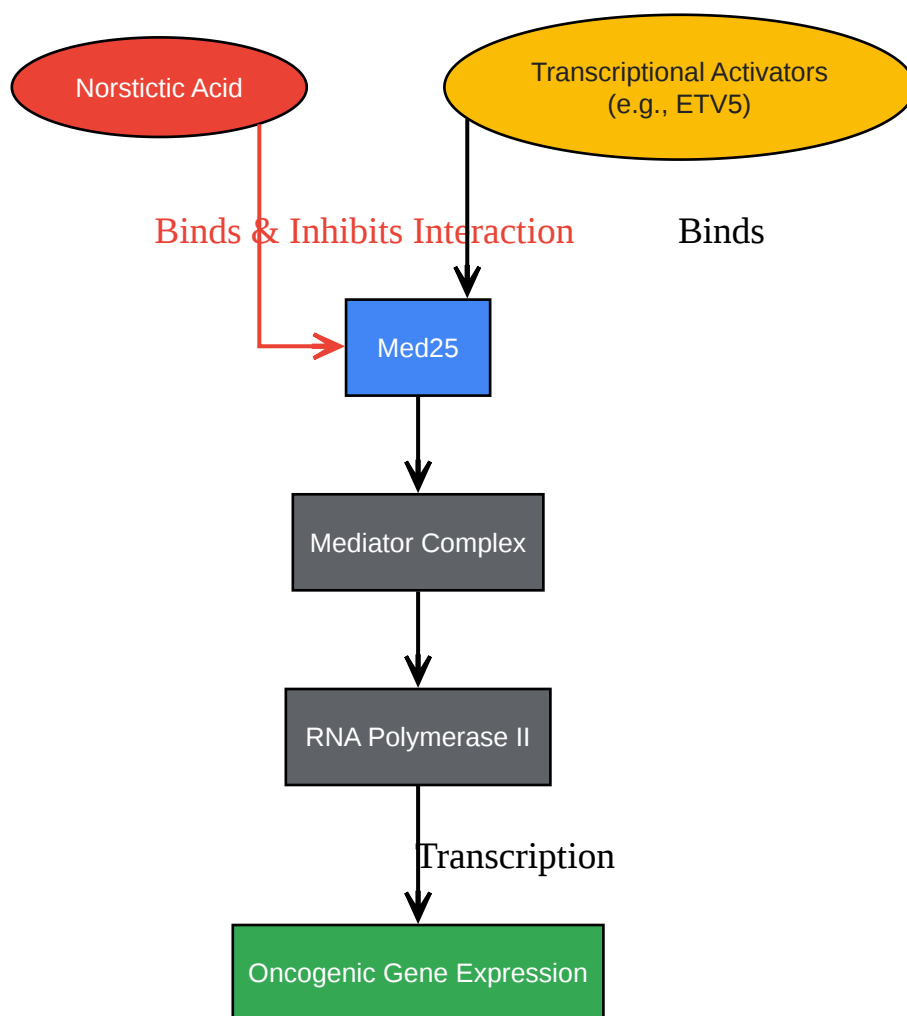 Norstictic Acid
Transcriptional Activators
(e.g., ETV5)
Binds & Inhibits Interaction
Binds
Med25
Mediator Complex
RNA Polymerase II
Transcription
Oncogenic Gene Expression